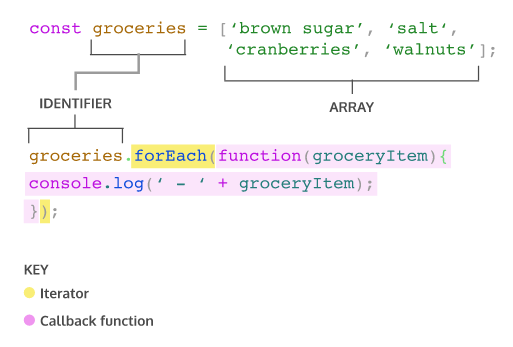 const groceries = [‘brown sugar’, ‘salt‘,
‘cranberries’, ‘walnuts’];
IDENTIFIER
ARRAY
groceries.forEach(function(groceryItem){
console.log(‘ - ‘ + groceryItem);
});
KEY
Iterator
Callback function